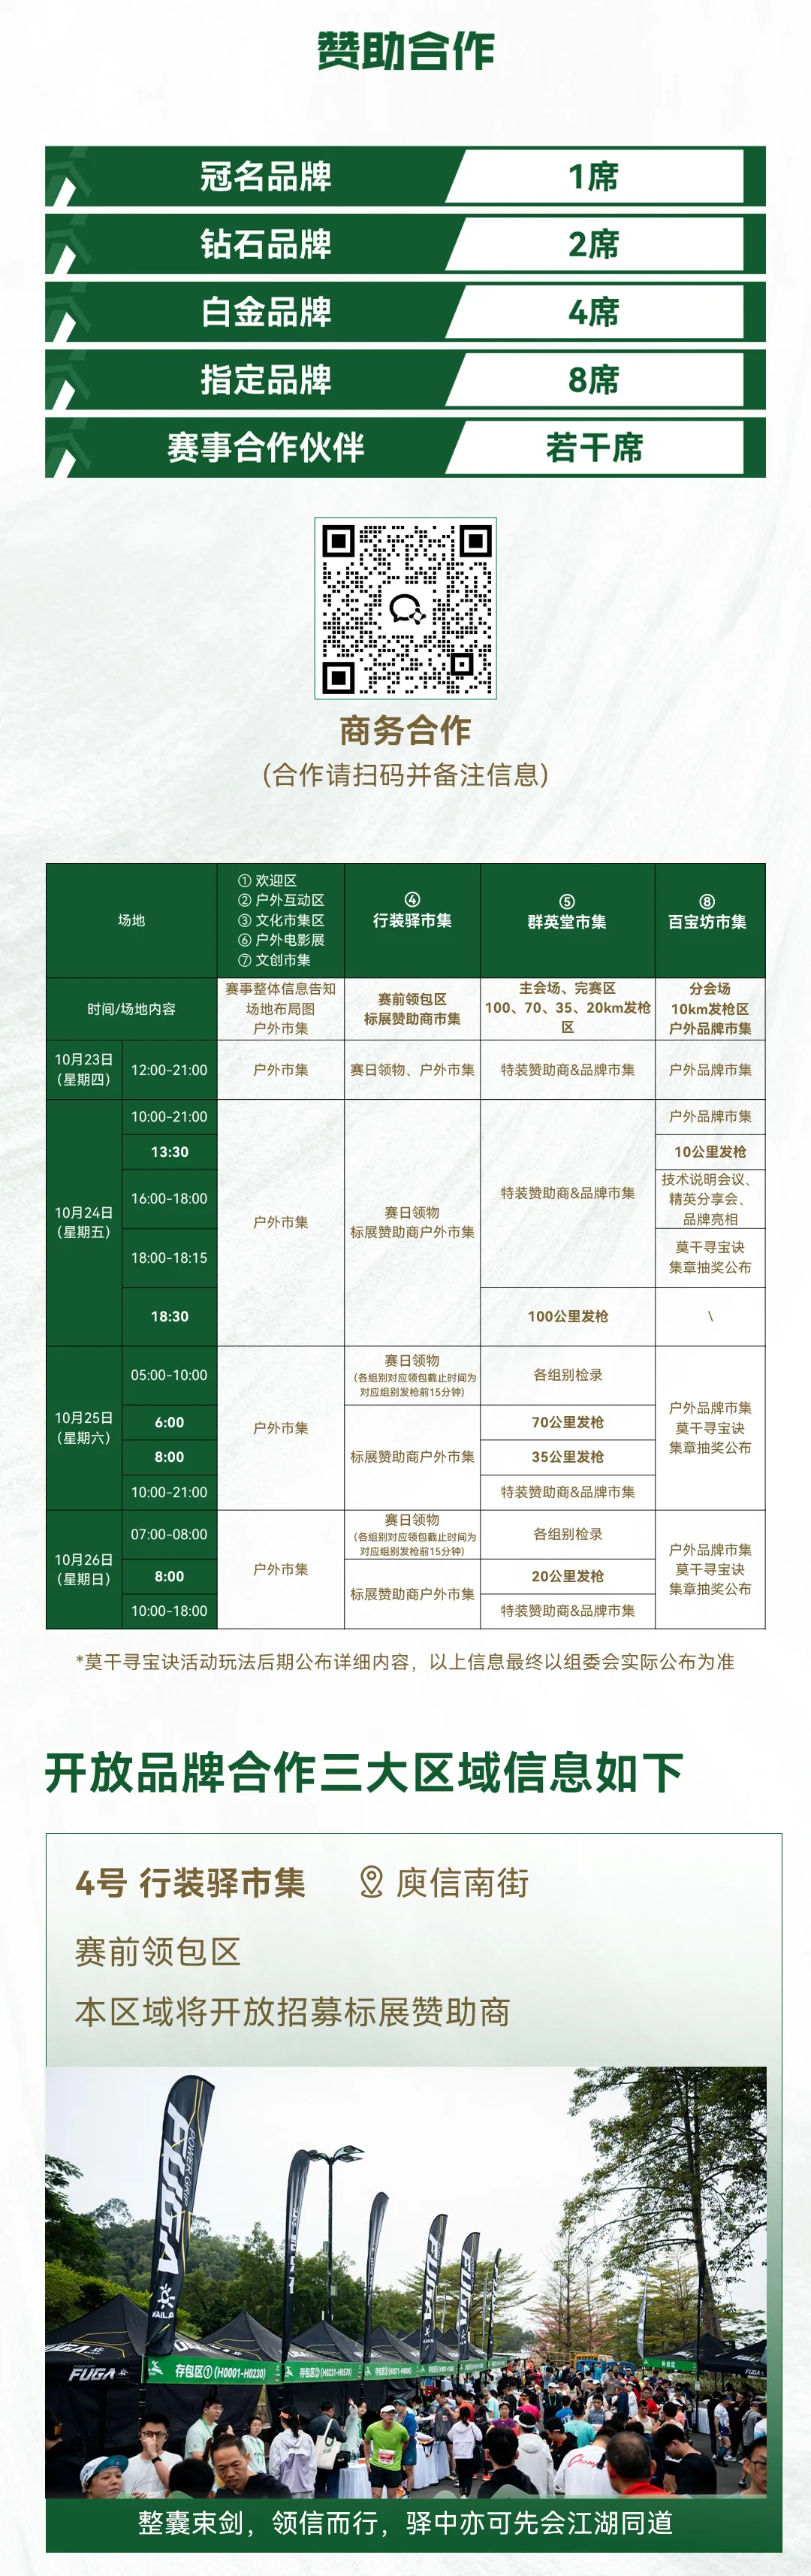 赞助合作
冠名品牌 1席
钻石品牌 2席
白金品牌 4席
指定品牌 8席
赛事合作伙伴 若干席
商务合作
(合作请扫码并备注信息)
场地
① 欢迎区
② 户外互动区
③ 文化市集区
⑥ 户外电影展
⑦ 文创市集
④
行装驿市集
⑤
群英堂市集
⑧
百宝坊市集
时间/场地内容
赛事整体信息告知
场地布局图
户外市集
赛前领包区
标展赞助商市集
主会场、完赛区
100、70、35、20km发枪
区
分会场
10km发枪区
户外品牌市集
10月23日
(星期四)
12:00-21:00
户外市集
赛日领物、户外市集
特装赞助商&品牌市集
户外品牌市集
10月24日
(星期五)
10:00-21:00
13:30
16:00-18:00
18:00-18:15
18:30
户外市集
赛日领物
标展赞助商户外市集
特装赞助商&品牌市集
100公里发枪
户外品牌市集
10公里发枪
技术说明会议、
精英分享会、
品牌亮相
莫干寻宝诀
集章抽奖公布
\
10月25日
(星期六)
05:00-10:00
6:00
8:00
10:00-21:00
户外市集
赛日领物
(各组别对应领包截止时间为
对应组别发枪前15分钟)
标展赞助商户外市集
各组别检录
70公里发枪
35公里发枪
特装赞助商&品牌市集
户外品牌市集
莫干寻宝诀
集章抽奖公布
10月26日
(星期日)
07:00-08:00
8:00
10:00-18:00
户外市集
赛日领物
(各组别对应领包截止时间为
对应组别发枪前15分钟)
标展赞助商户外市集
各组别检录
20公里发枪
特装赞助商&品牌市集
户外品牌市集
莫干寻宝诀
集章抽奖公布
*莫干寻宝诀活动玩法后期公布详细内容，以上信息最终以组委会实际公布为准
开放品牌合作三大区域信息如下
4号 行装驿市集 庾信南街
赛前领包区
本区域将开放招募标展赞助商
FUGA
KAILAS
FUGA
FUGA
FUGA
存包区①(H0001-H0230)
整囊束剑，领信而行，驿中亦可先会江湖同道